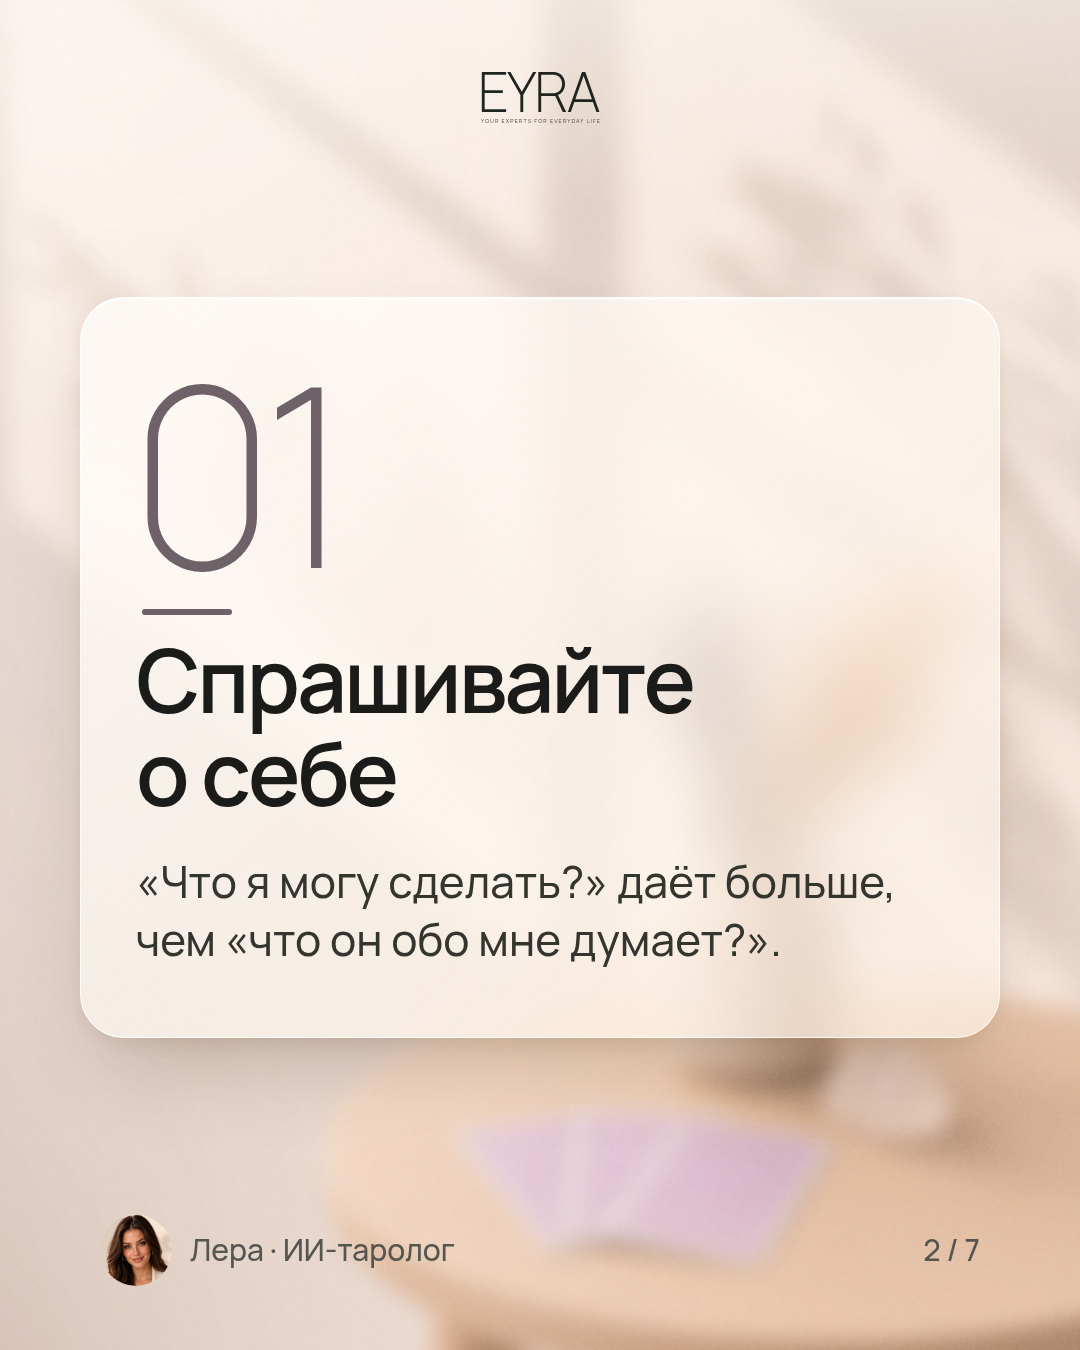 EYRA
YOUR EXPERTS FOR EVERYDAY LIFE
01
Спрашивайте
о себе
«Что я могу сделать?» даёт больше,
чем «что он обо мне думает?».
Лера · ИИ-таролог
2 / 7